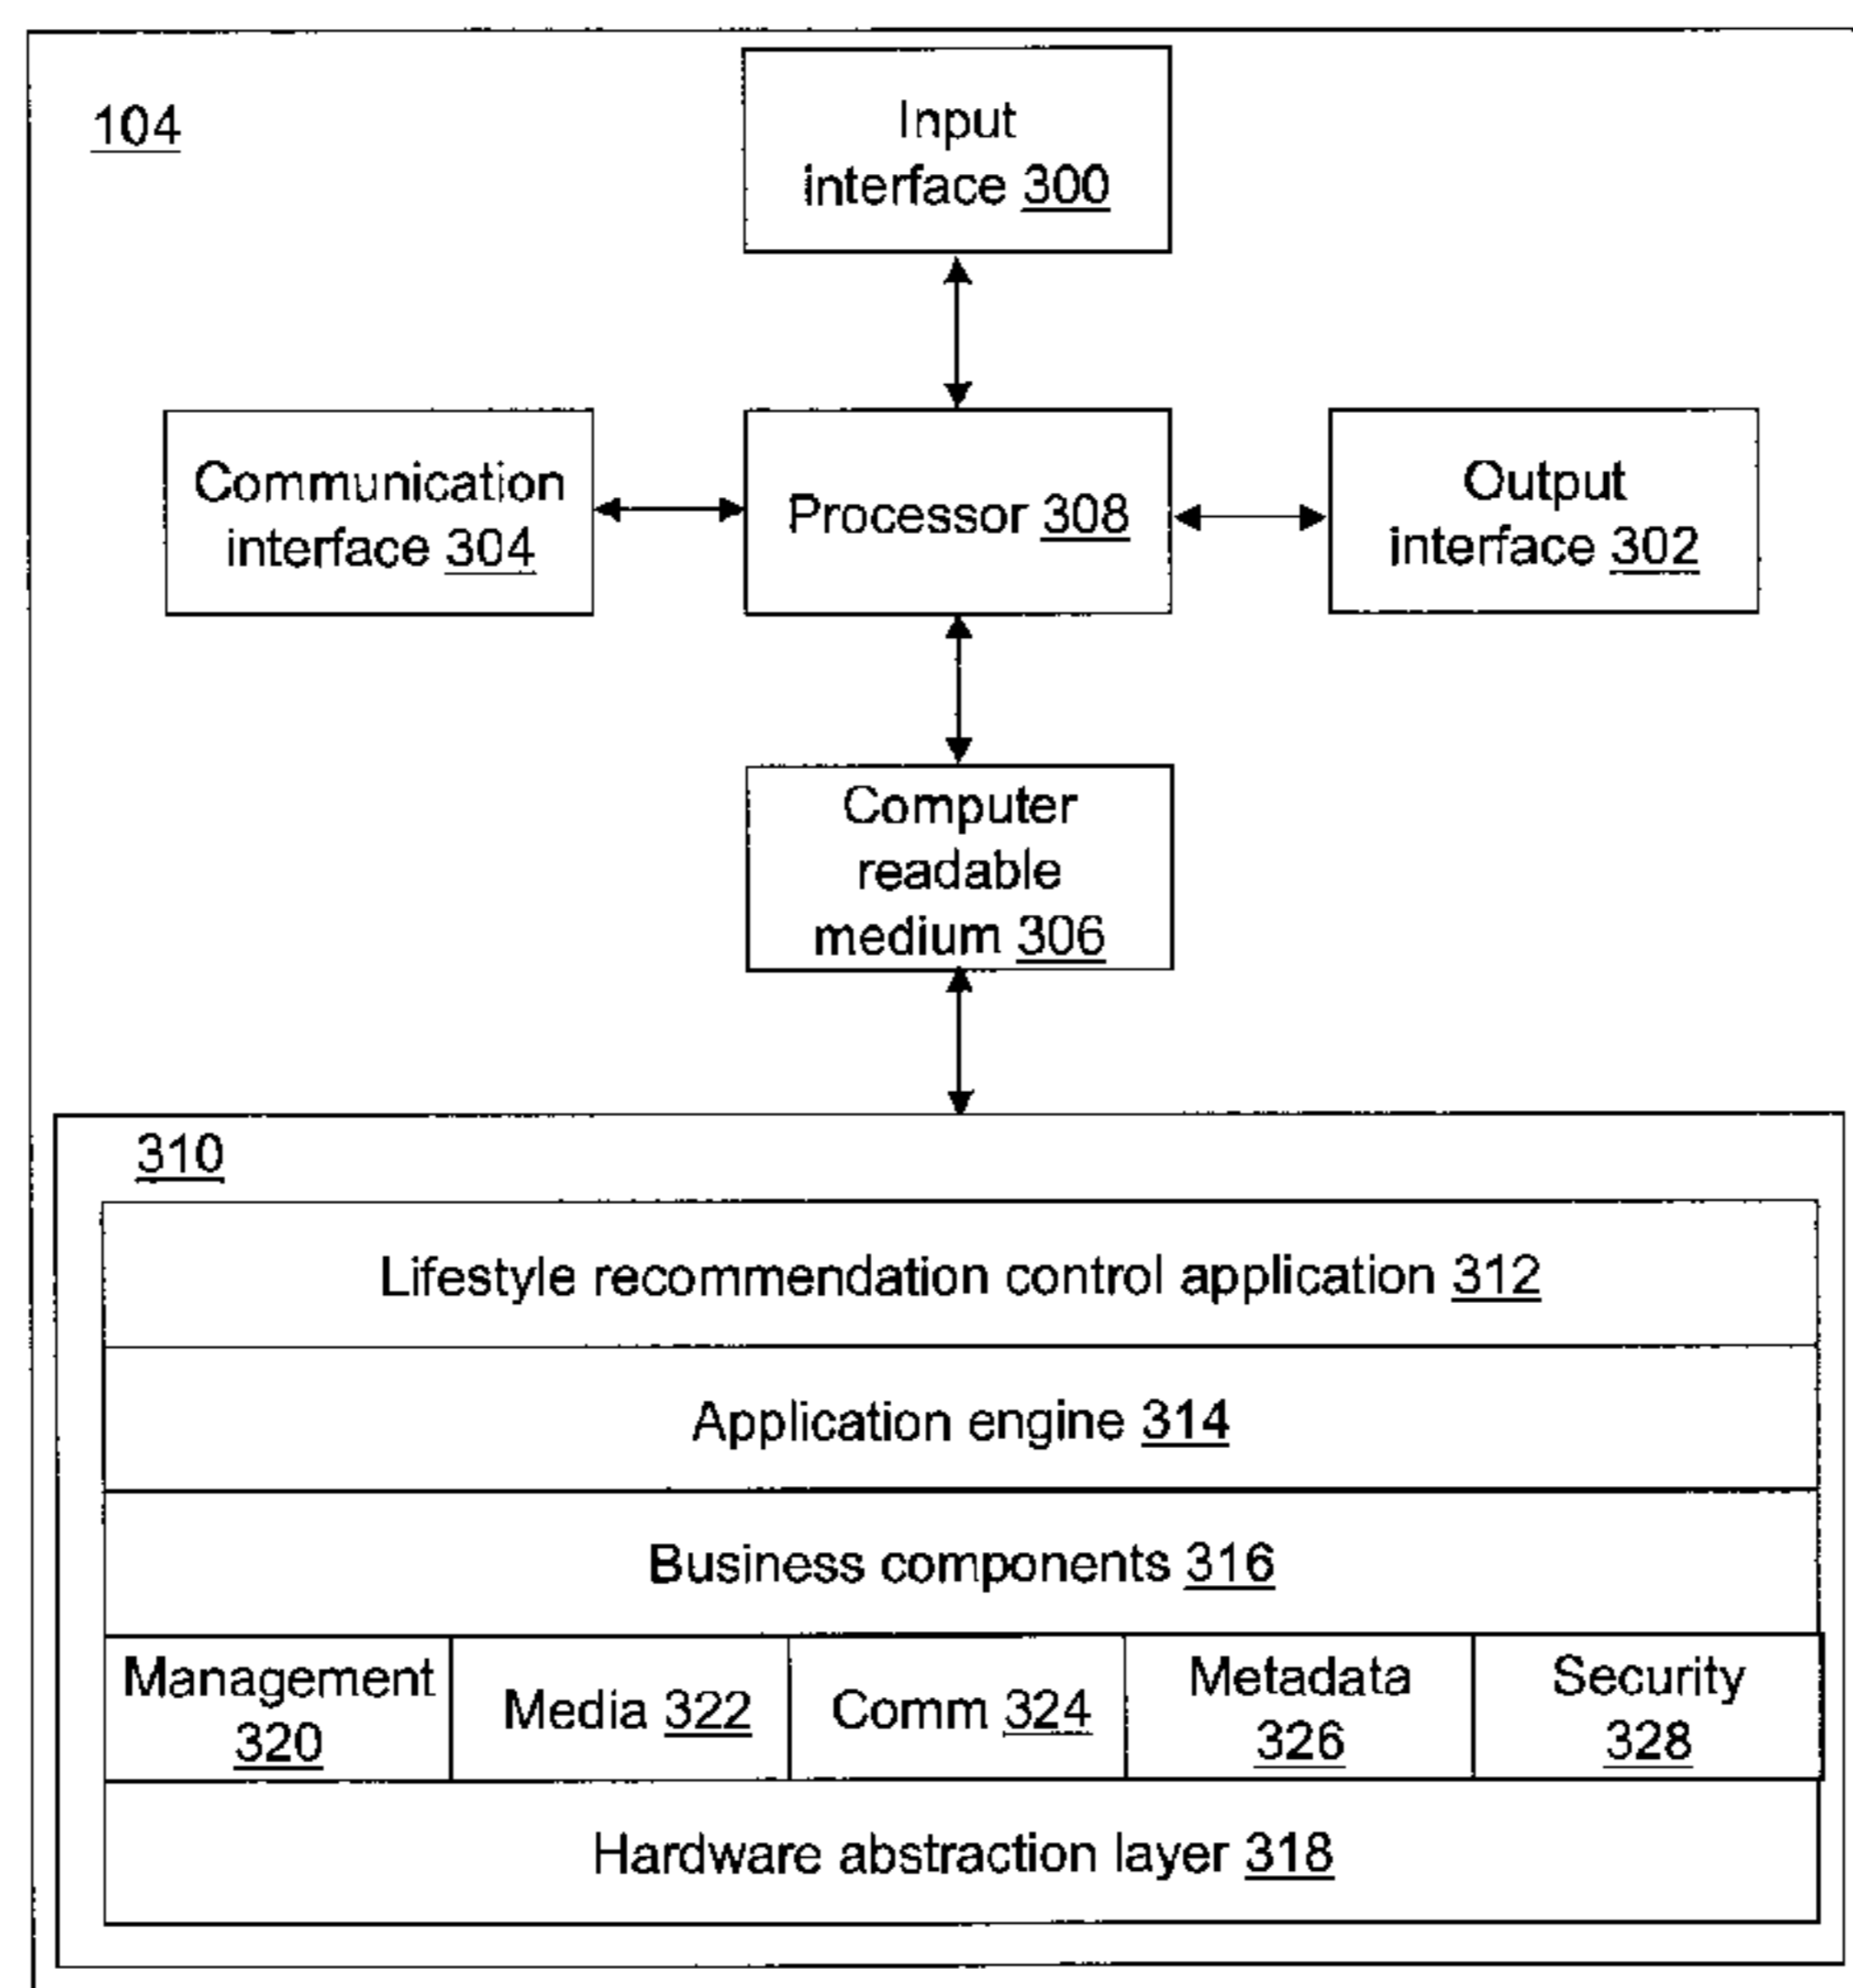 104
Input
interface 300
Communication
interface 304
Processor 308
Output
interface 302
Computer
readable
medium 306
310
Lifestyle recommendation control application 312
Application engine 314
Business components 316
Management
320
Media 322
Comm 324
Metadata
326
Security
328
Hardware abstraction layer 318